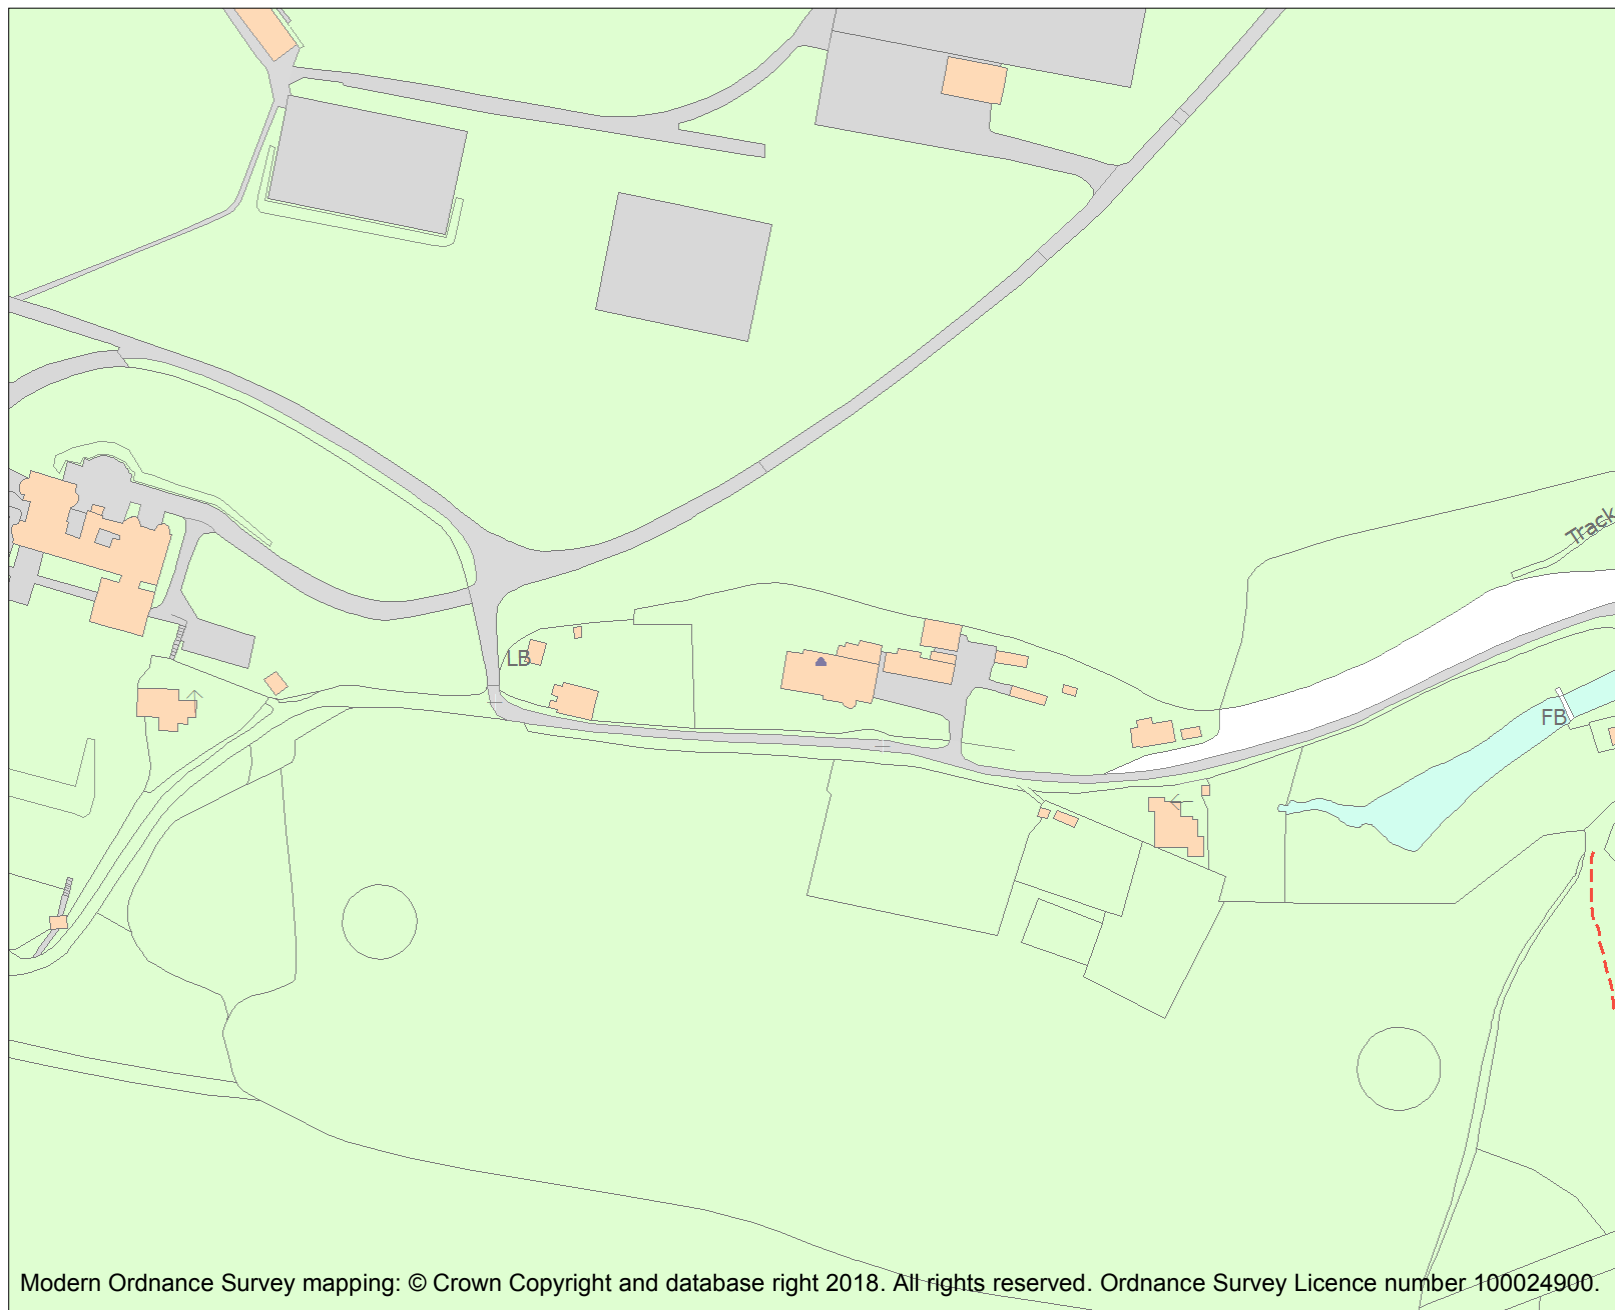 Track
LB
FB
Modern Ordnance Survey mapping: © Crown Copyright and database right 2018. All rights reserved. Ordnance Survey Licence number 100024900.